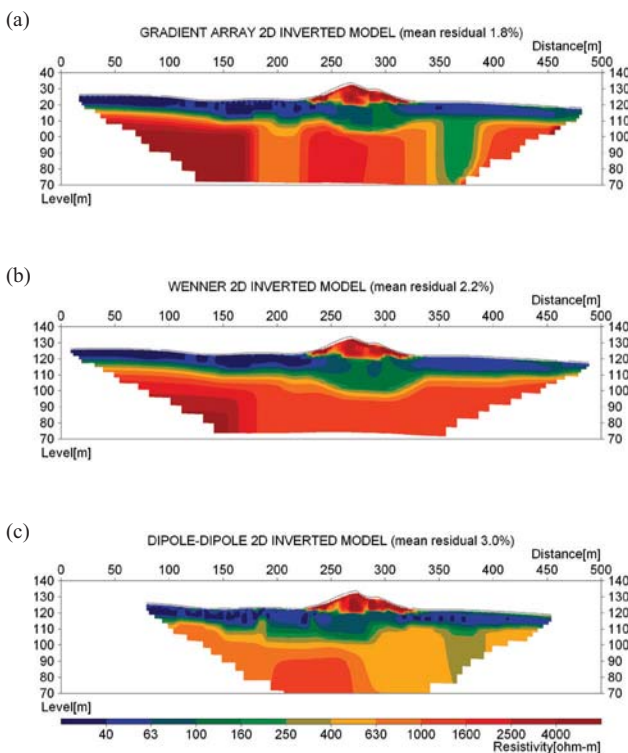 (a)
GRADIENT ARRAY 2D INVERTED MODEL (mean residual 1.8%)
Distance[m]
0 50 100 150 200 250 300 350 400 450 500
40 140
30 130
20 120
10 110
00 100
90 90
80 80
70 70
Level[m]
(b)
WENNER 2D INVERTED MODEL (mean residual 2.2%)
Distance[m]
0 50 100 150 200 250 300 350 400 450 500
140 140
130 130
120 120
110 110
100 100
90 90
80 80
70 70
Level[m]
(c)
DIPOLE-DIPOLE 2D INVERTED MODEL (mean residual 3.0%)
Distance[m]
0 50 100 150 200 250 300 350 400 450 500
140 140
130 130
120 120
110 110
100 100
90 90
80 80
70 70
Level[m]
40 63 100 160 250 400 630 1000 1600 2500 4000
Resistivity[ohm-m]